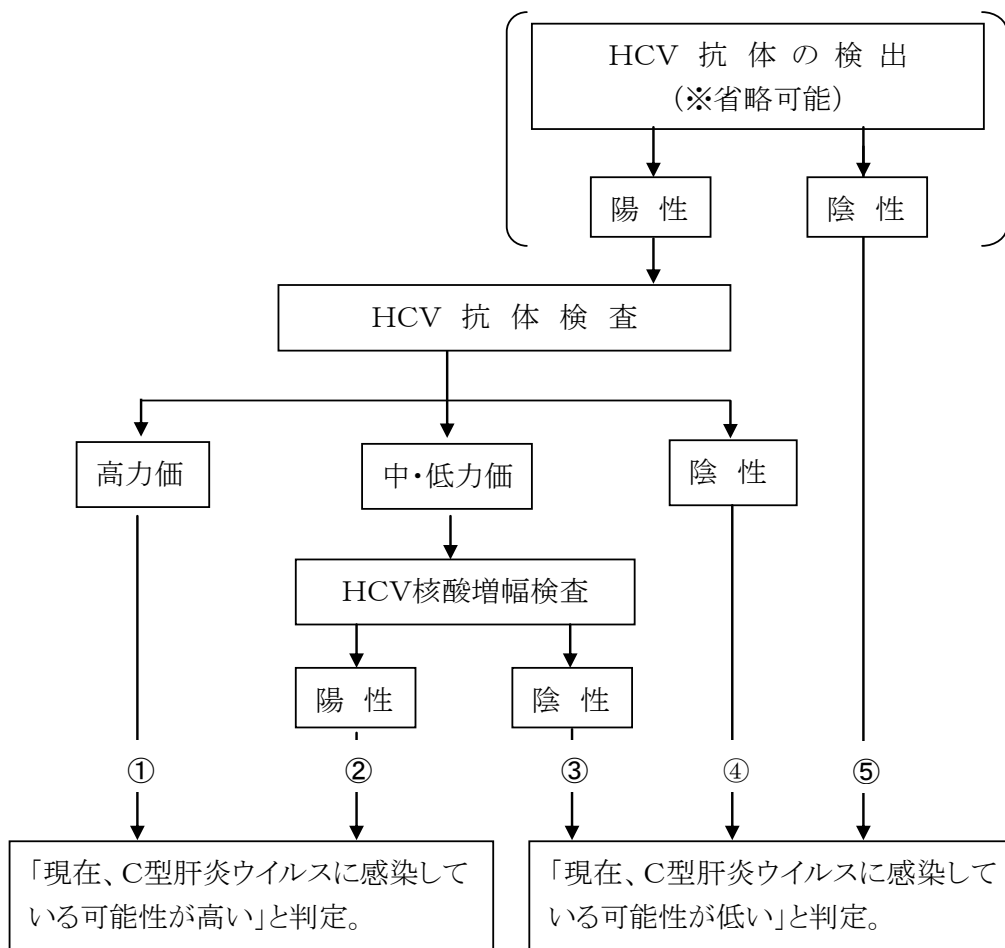 HCV 抗 体 の 検 出
(※省略可能)
陽 性
陰 性
HCV 抗 体 検 査
高力価
中・低力価
陰 性
HCV核酸増幅検査
陽 性
陰 性
①
②
③
④
⑤
「現在、C型肝炎ウイルスに感染して
いる可能性が高い」と判定。
「現在、C型肝炎ウイルスに感染して
いる可能性が低い」と判定。